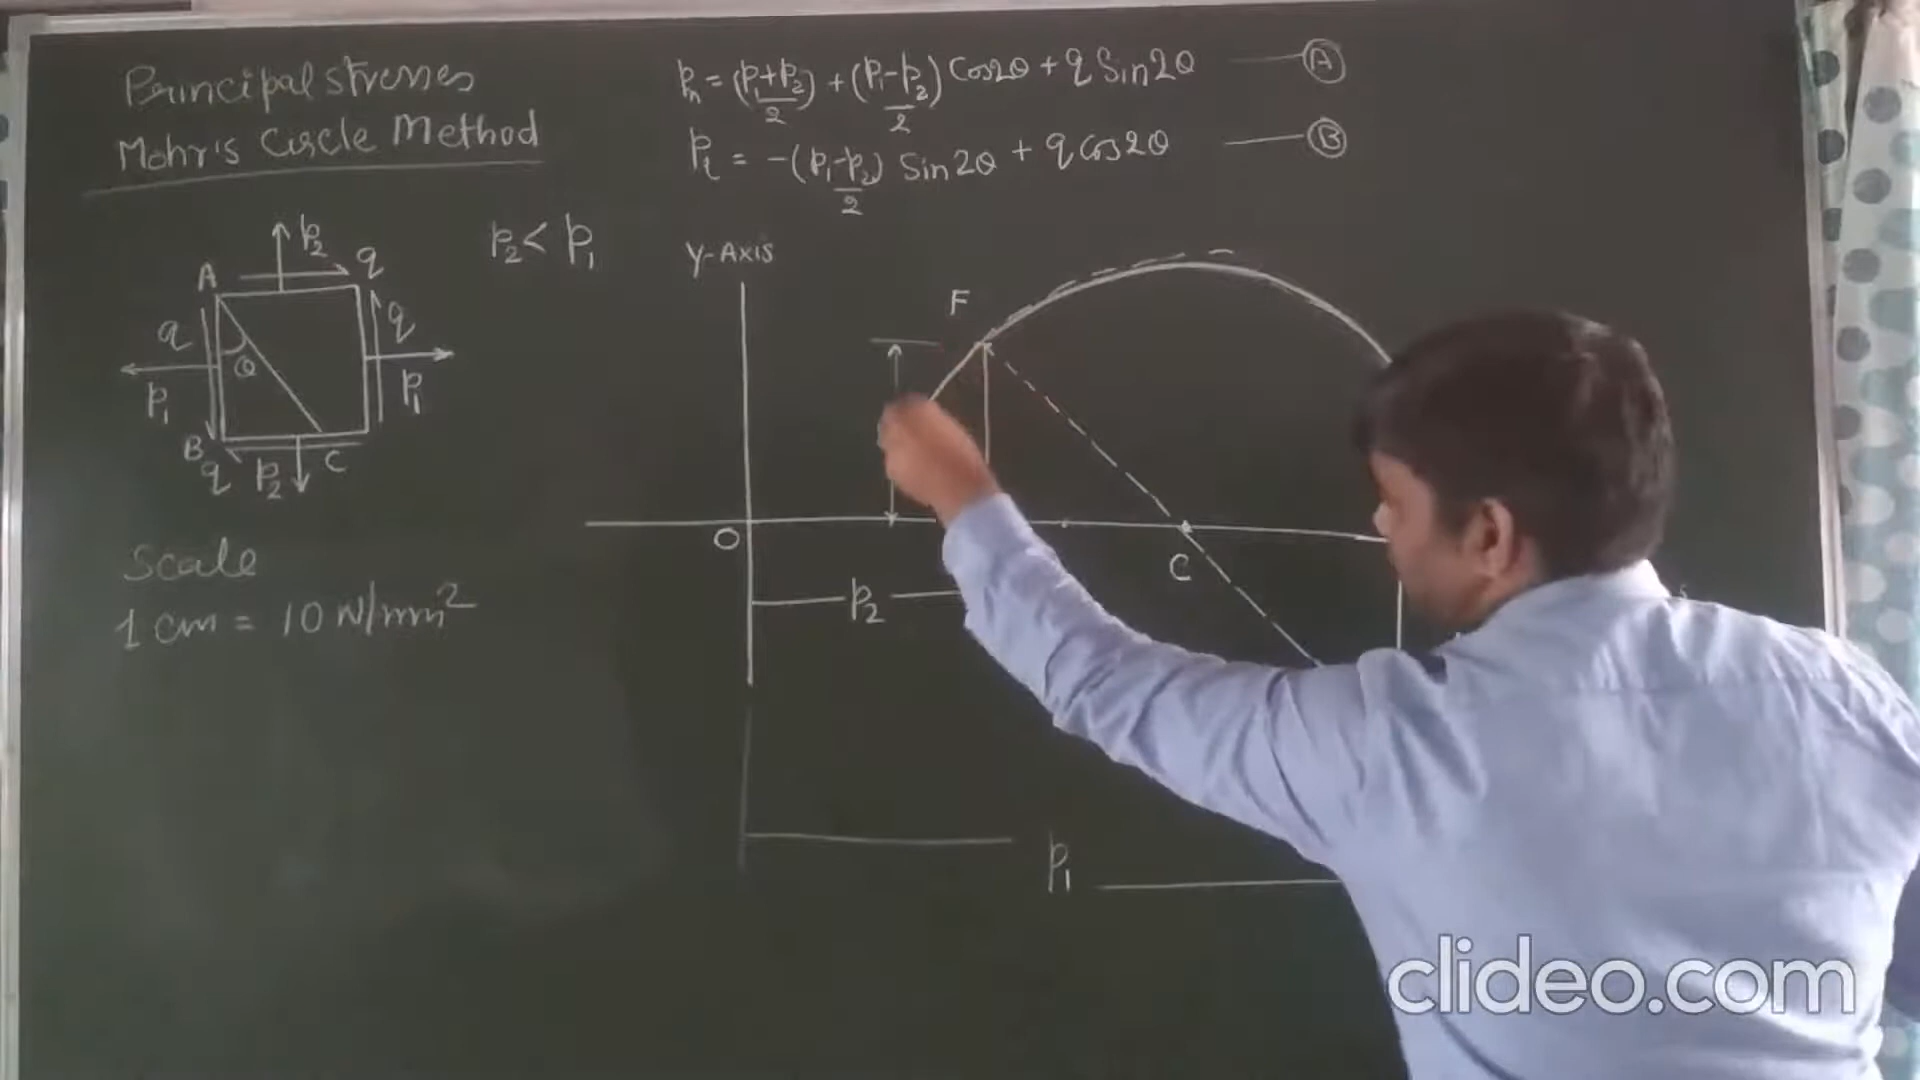 Principal stresses
Mohr's Circle Method
Pn = (P1+P2)/2 + (P1-P2)/2 Cos2θ + q Sin2θ — A
Pt = -(P1-P2)/2 Sin2θ + q Cos2θ — B
P2 < P1
P2
A
q
q
q
θ
P1
P1
B
q
P2
C
Scale
1 cm = 10 N/mm²
Y-AXIS
F
O
C
P2
P1
clideo.com